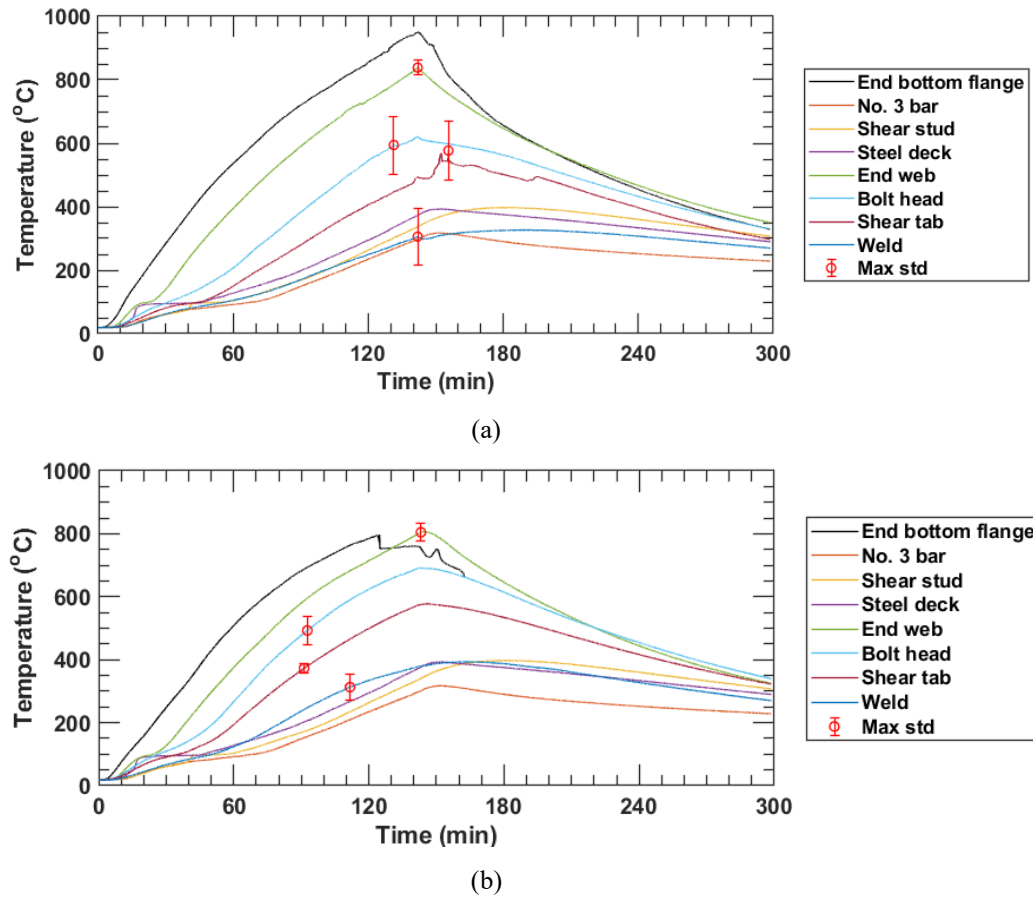 1000
800
600
400
200
0
Temperature (°C)
0 60 120 180 240 300
Time (min)
End bottom flange
No. 3 bar
Shear stud
Steel deck
End web
Bolt head
Shear tab
Weld
Max std
(a)
1000
800
600
400
200
0
Temperature (°C)
0 60 120 180 240 300
Time (min)
End bottom flange
No. 3 bar
Shear stud
Steel deck
End web
Bolt head
Shear tab
Weld
Max std
(b)